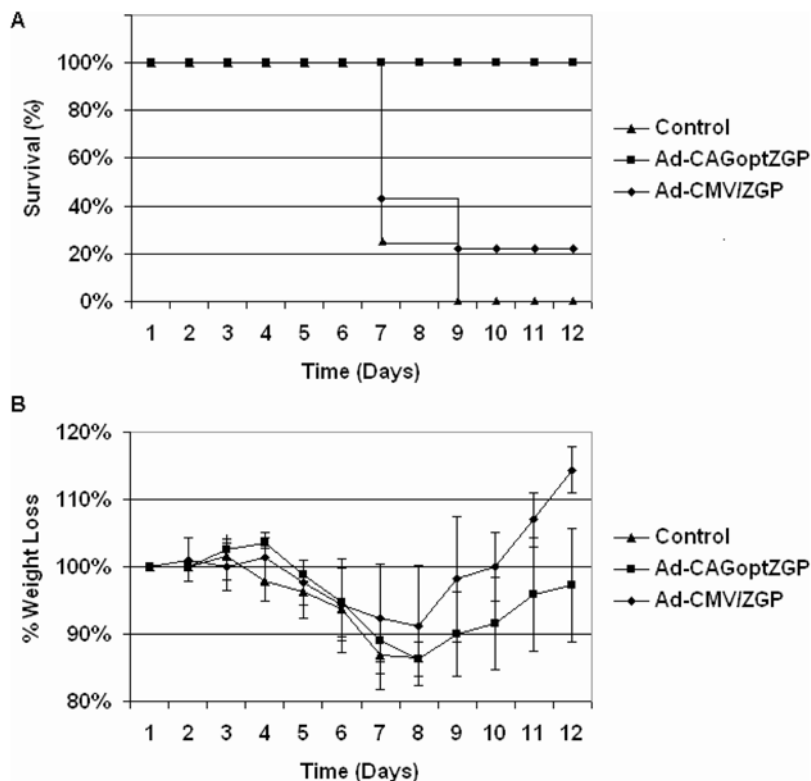 A
100%
80%
60%
40%
20%
0%
Survival (%)
1 2 3 4 5 6 7 8 9 10 11 12
Time (Days)
Control
Ad-CAGoptZGP
Ad-CMV/ZGP
B
120%
110%
100%
90%
80%
% Weight Loss
1 2 3 4 5 6 7 8 9 10 11 12
Time (Days)
Control
Ad-CAGoptZGP
Ad-CMV/ZGP